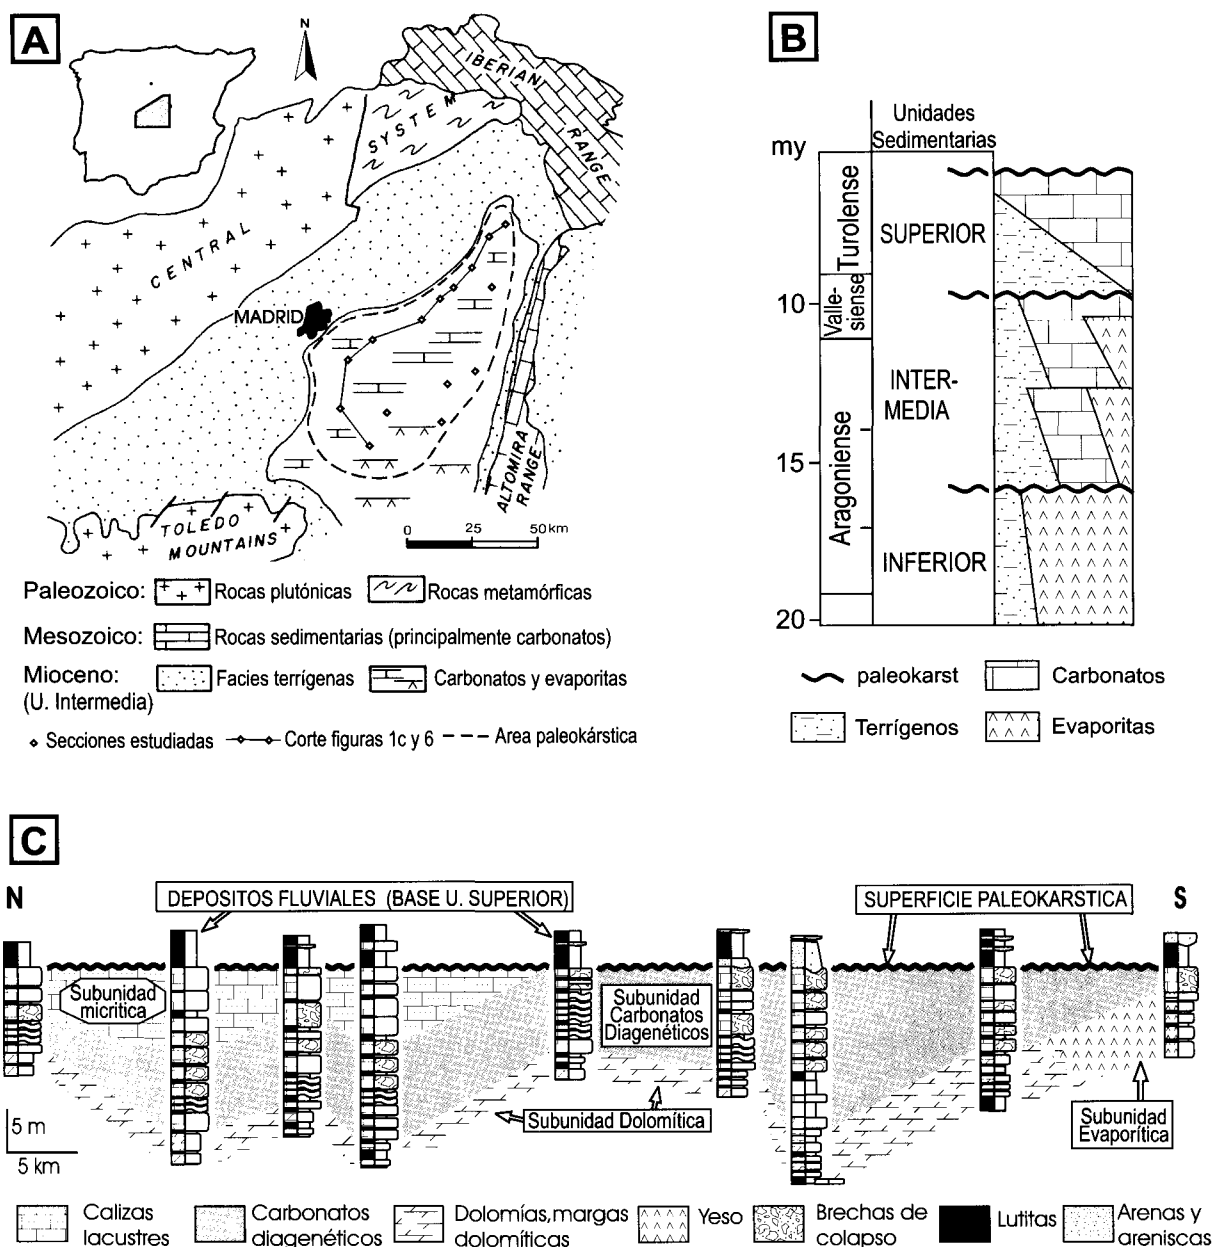 A
N
IBERIAN
RANGE
SYSTEM
CENTRAL
MADRID
ALTOMIRA
RANGE
TOLEDO
MOUNTAINS
0 25 50 km
Paleozoico: Rocas plutónicas Rocas metamórficas
Mesozoico: Rocas sedimentarias (principalmente carbonatos)
Mioceno: Facies terrígenas Carbonatos y evaporitas
(U. Intermedia)
Secciones estudiadas Corte figuras 1c y 6 Area paleokárstica
B
Unidades
Sedimentarias
my
Turolense
SUPERIOR
10
Valle-
siense
INTER-
MEDIA
15
Aragoniense
INFERIOR
20
paleokarst Carbonatos
Terrígenos Evaporitas
C
N
DEPOSITOS FLUVIALES (BASE U. SUPERIOR)
SUPERFICIE PALEOKARSTICA
S
Subunidad
micrítica
Subunidad
Carbonatos
Diagenéticos
Subunidad Dolomítica
Subunidad
Evaporítica
5 m
5 km
Calizas
lacustres
Carbonatos
diagenéticos
Dolomías, margas
dolomíticas
Yeso
Brechas de
colapso
Lutitas
Arenas y
areniscas